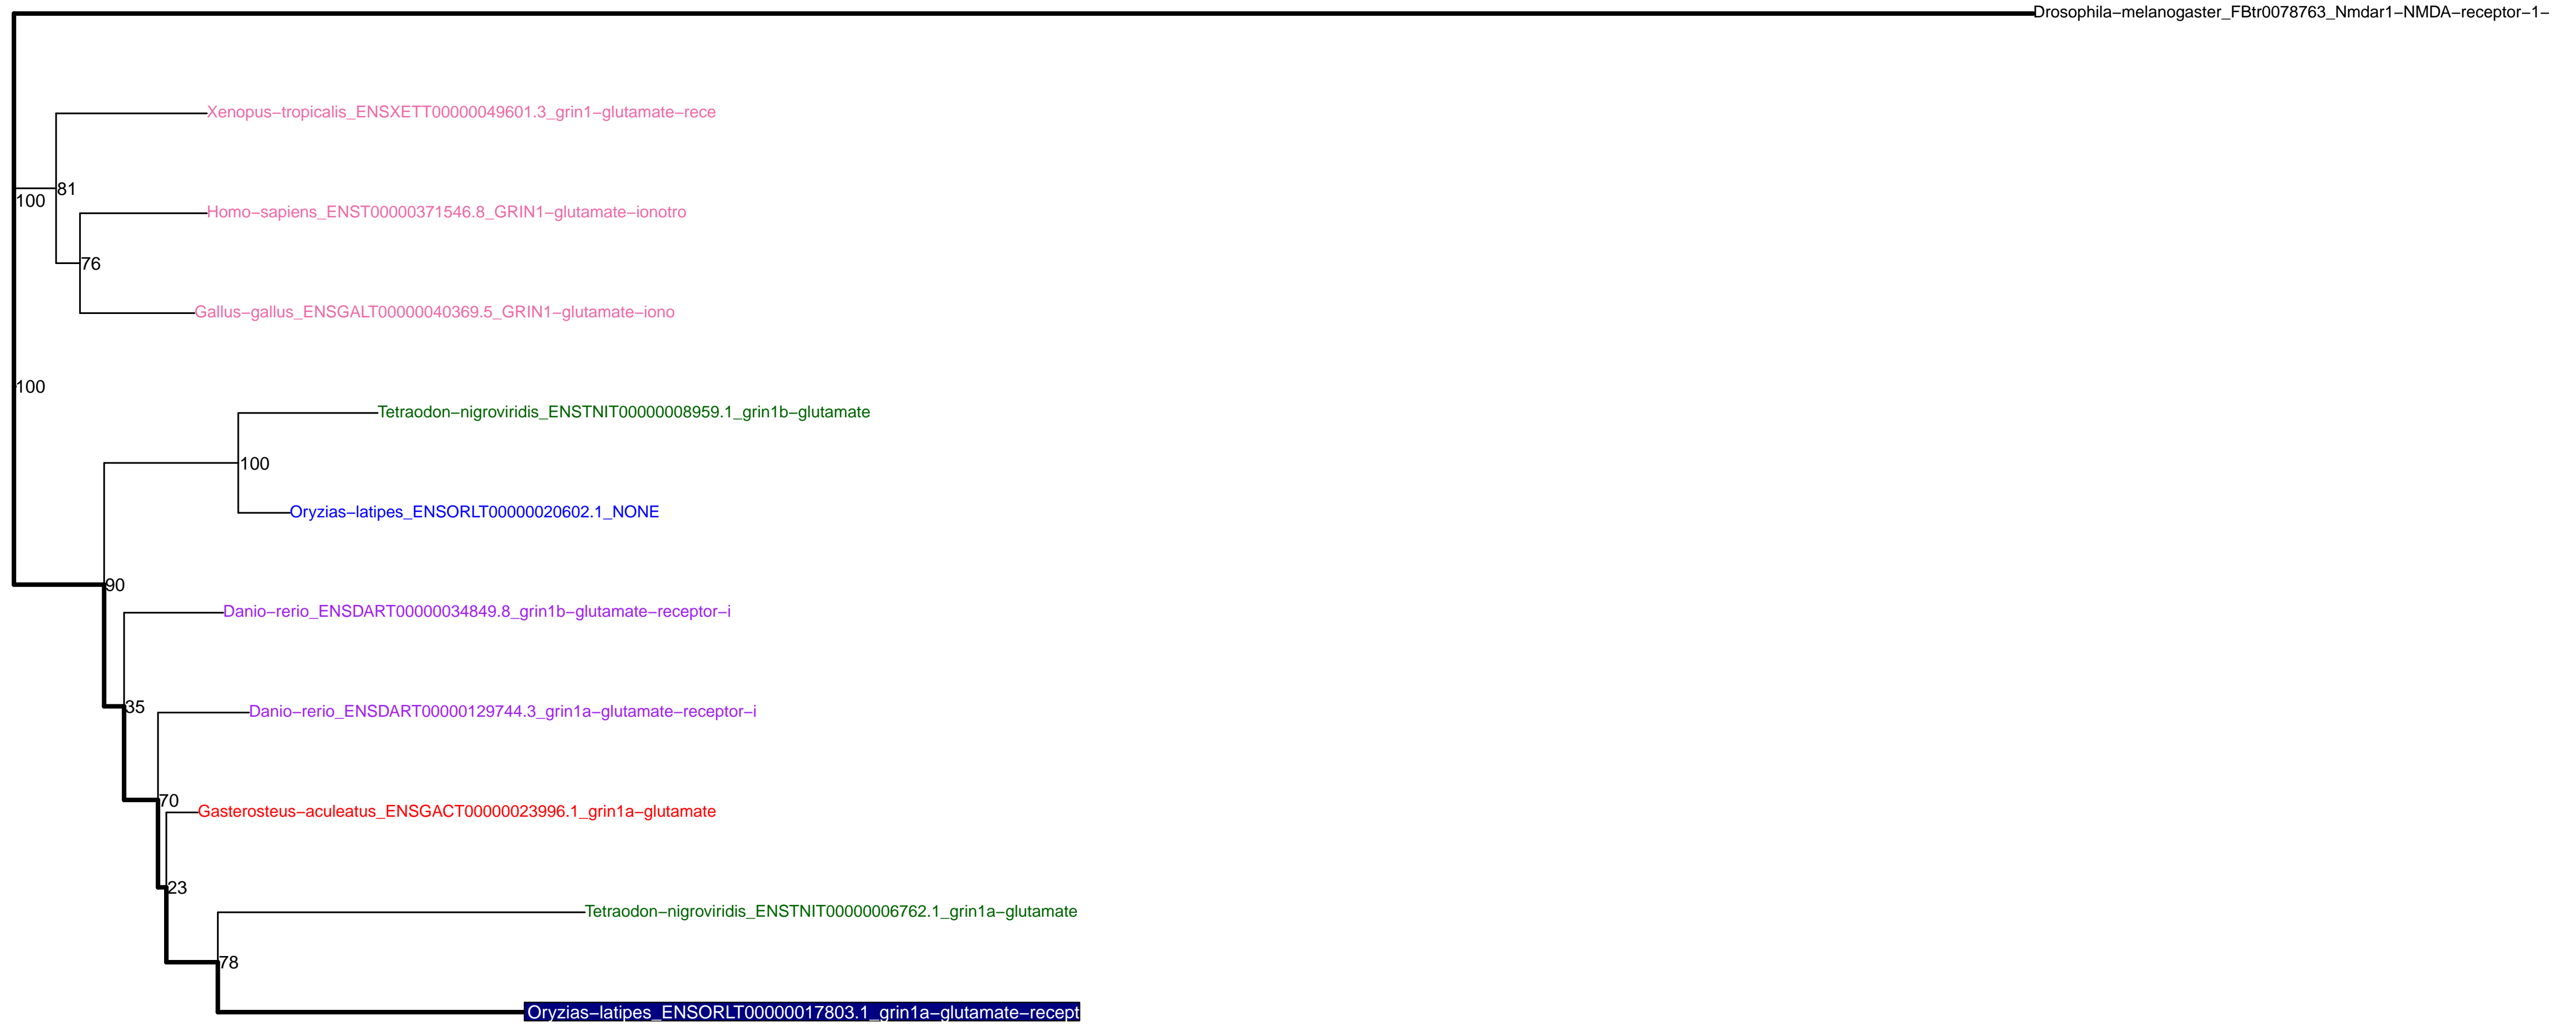 Drosophila−melanogaster_FBtr0078763_Nmdar1−NMDA−receptor−1−
Xenopus−tropicalis_ENSXETT00000049601.3_grin1−glutamate−rece
81
100
Homo−sapiens_ENST00000371546.8_GRIN1−glutamate−ionotro
76
Gallus−gallus_ENSGALT00000040369.5_GRIN1−glutamate−iono
100
Tetraodon−nigroviridis_ENSTNIT00000008959.1_grin1b−glutamate
100
Oryzias−latipes_ENSORLT00000020602.1_NONE
90
Danio−rerio_ENSDART00000034849.8_grin1b−glutamate−receptor−i
35
Danio−rerio_ENSDART00000129744.3_grin1a−glutamate−receptor−i
70
Gasterosteus−aculeatus_ENSGACT00000023996.1_grin1a−glutamate
23
Tetraodon−nigroviridis_ENSTNIT00000006762.1_grin1a−glutamate
78
Oryzias−latipes_ENSORLT00000017803.1_grin1a−glutamate−recept